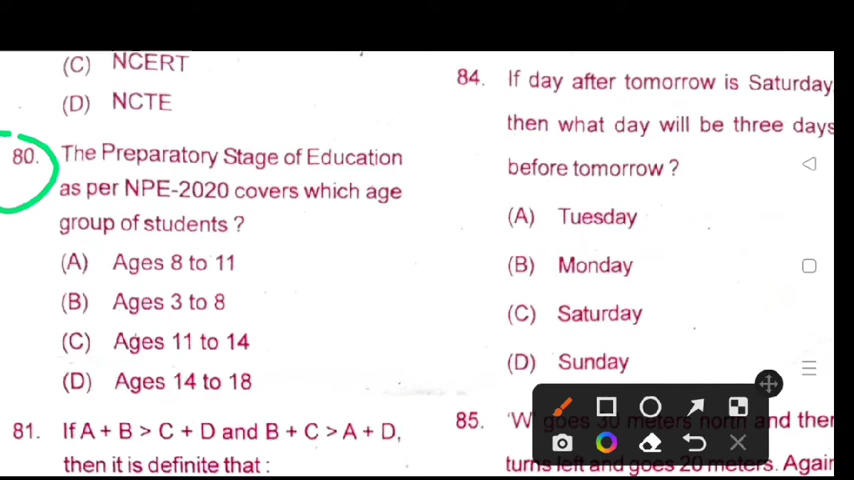 (C) NCERT
(D) NCTE
80. The Preparatory Stage of Education
as per NPE-2020 covers which age
group of students ?
(A) Ages 8 to 11
(B) Ages 3 to 8
(C) Ages 11 to 14
(D) Ages 14 to 18
81. If A + B > C + D and B + C > A + D,
then it is definite that :
84. If day after tomorrow is Saturday
then what day will be three days
before tomorrow ?
(A) Tuesday
(B) Monday
(C) Saturday
(D) Sunday
85. 'W' goes 30 meters north and then
turns left and goes 20 meters. Again